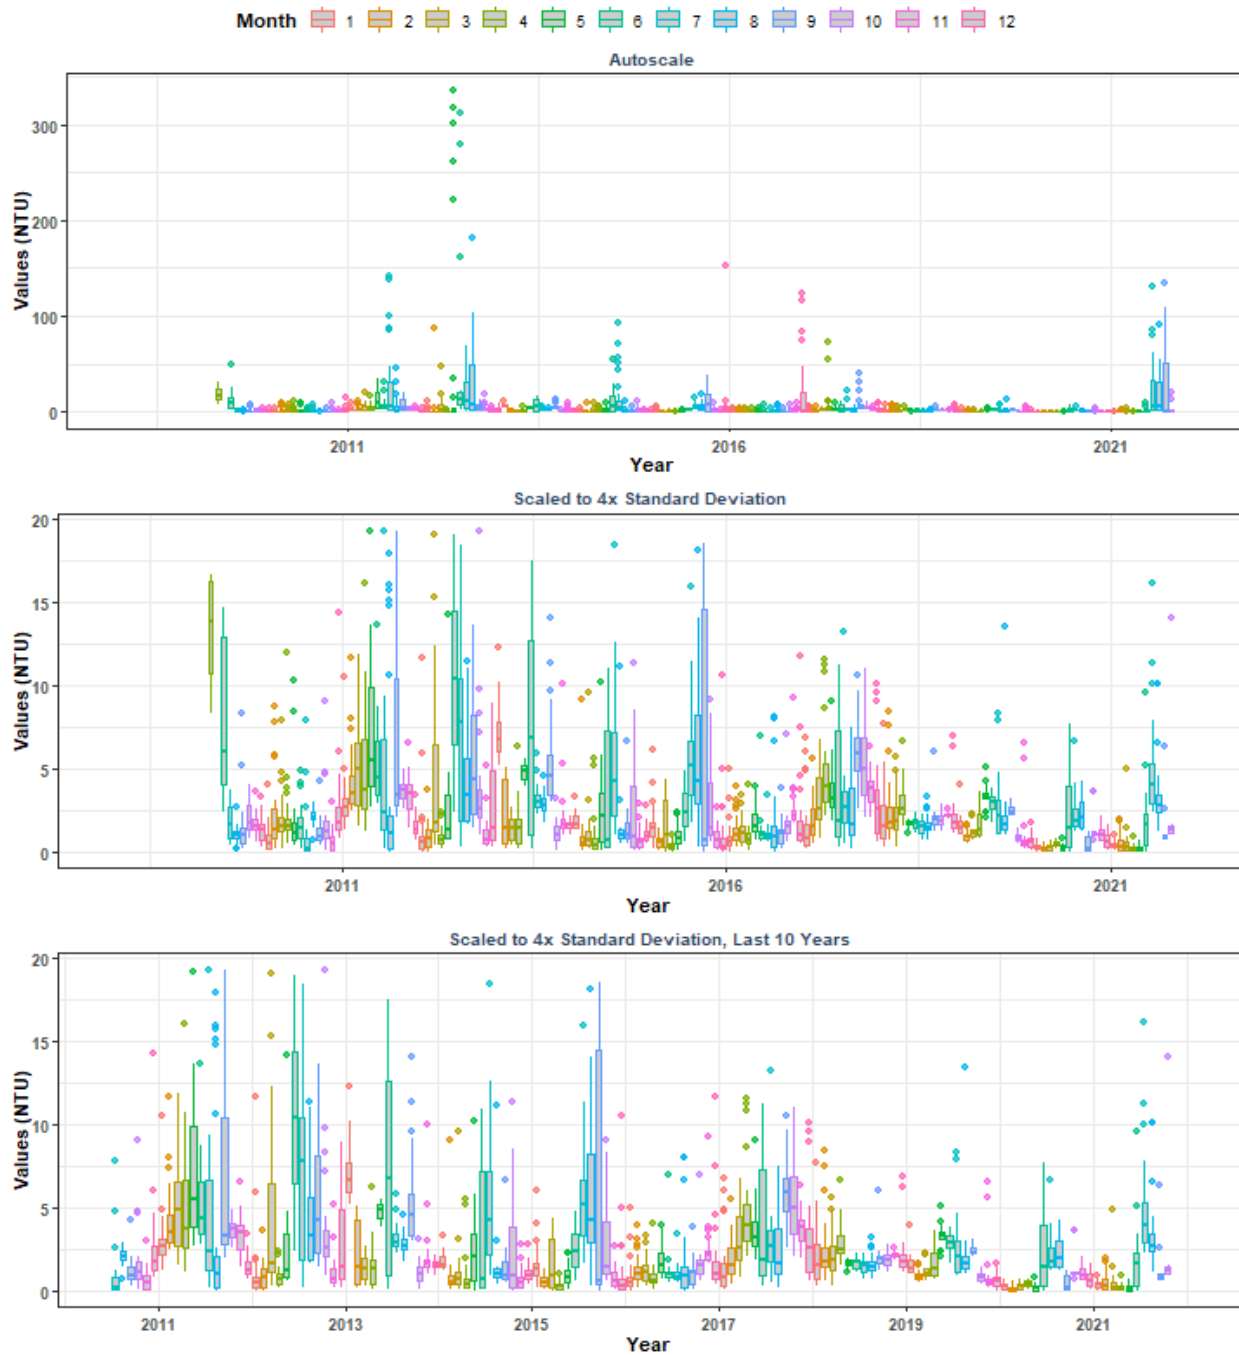 Month 1 2 3 4 5 6 7 8 9 10 11 12
Autoscale
Values (NTU)
300
200
100
0
2011 2016 2021
Year
Scaled to 4x Standard Deviation
Values (NTU)
20
15
10
5
0
2011 2016 2021
Year
Scaled to 4x Standard Deviation, Last 10 Years
Values (NTU)
20
15
10
5
0
2011 2013 2015 2017 2019 2021
Year